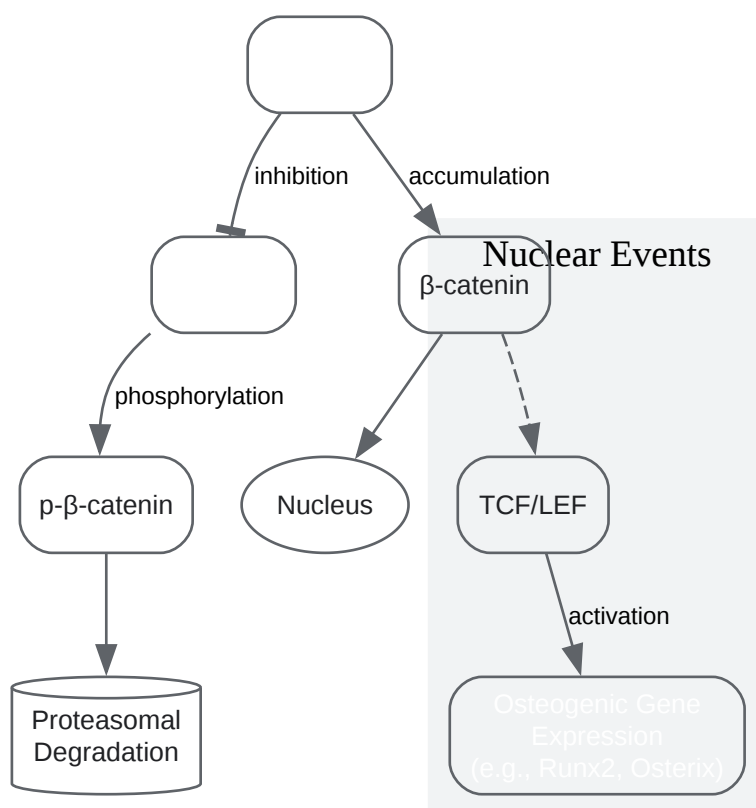 inhibition
accumulation
Nuclear Events
β-catenin
phosphorylation
p-β-catenin
Nucleus
TCF/LEF
activation
Proteasomal
Degradation
Osteogenic Gene
Expression
(e.g., Runx2, Osterix)